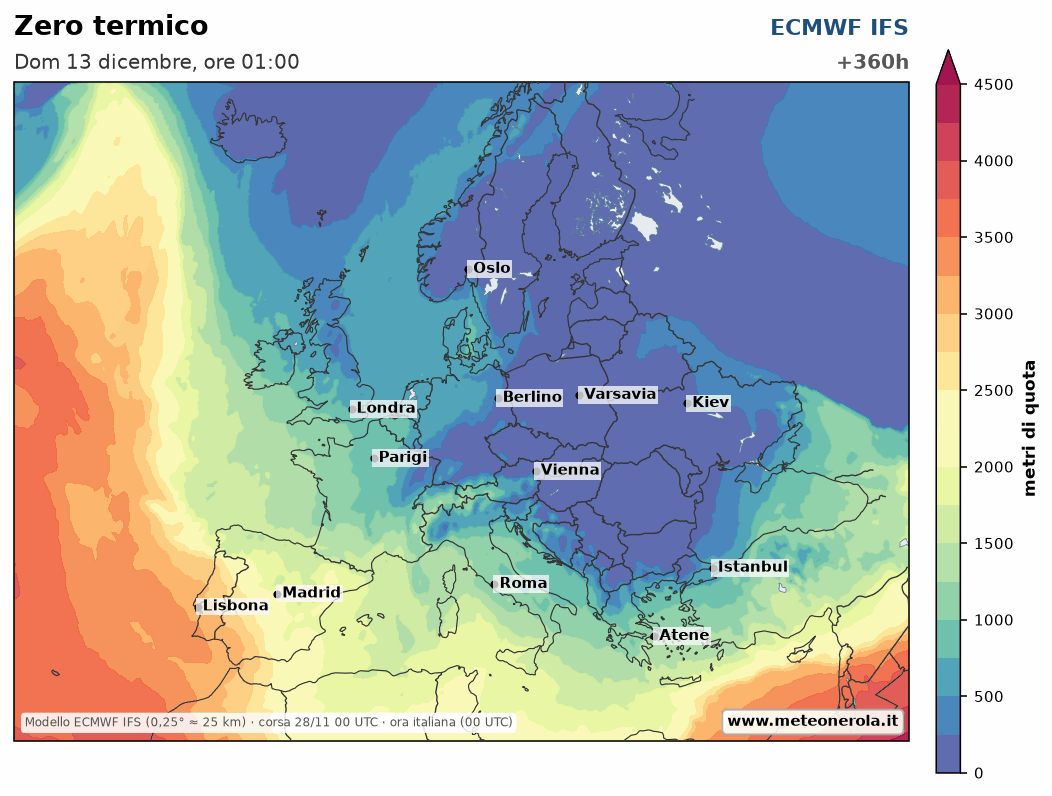 Zero termico
ECMWF IFS
Dom 13 dicembre, ore 01:00
+360h
4500
4000
3500
3000
2500
2000
1500
1000
500
0
metri di quota
Oslo
Berlino
Varsavia
Kiev
Londra
Parigi
Vienna
Istanbul
Roma
Madrid
Lisbona
Atene
Modello ECMWF IFS (0,25° ≈ 25 km) · corsa 28/11 00 UTC · ora italiana (00 UTC)
www.meteonerola.it